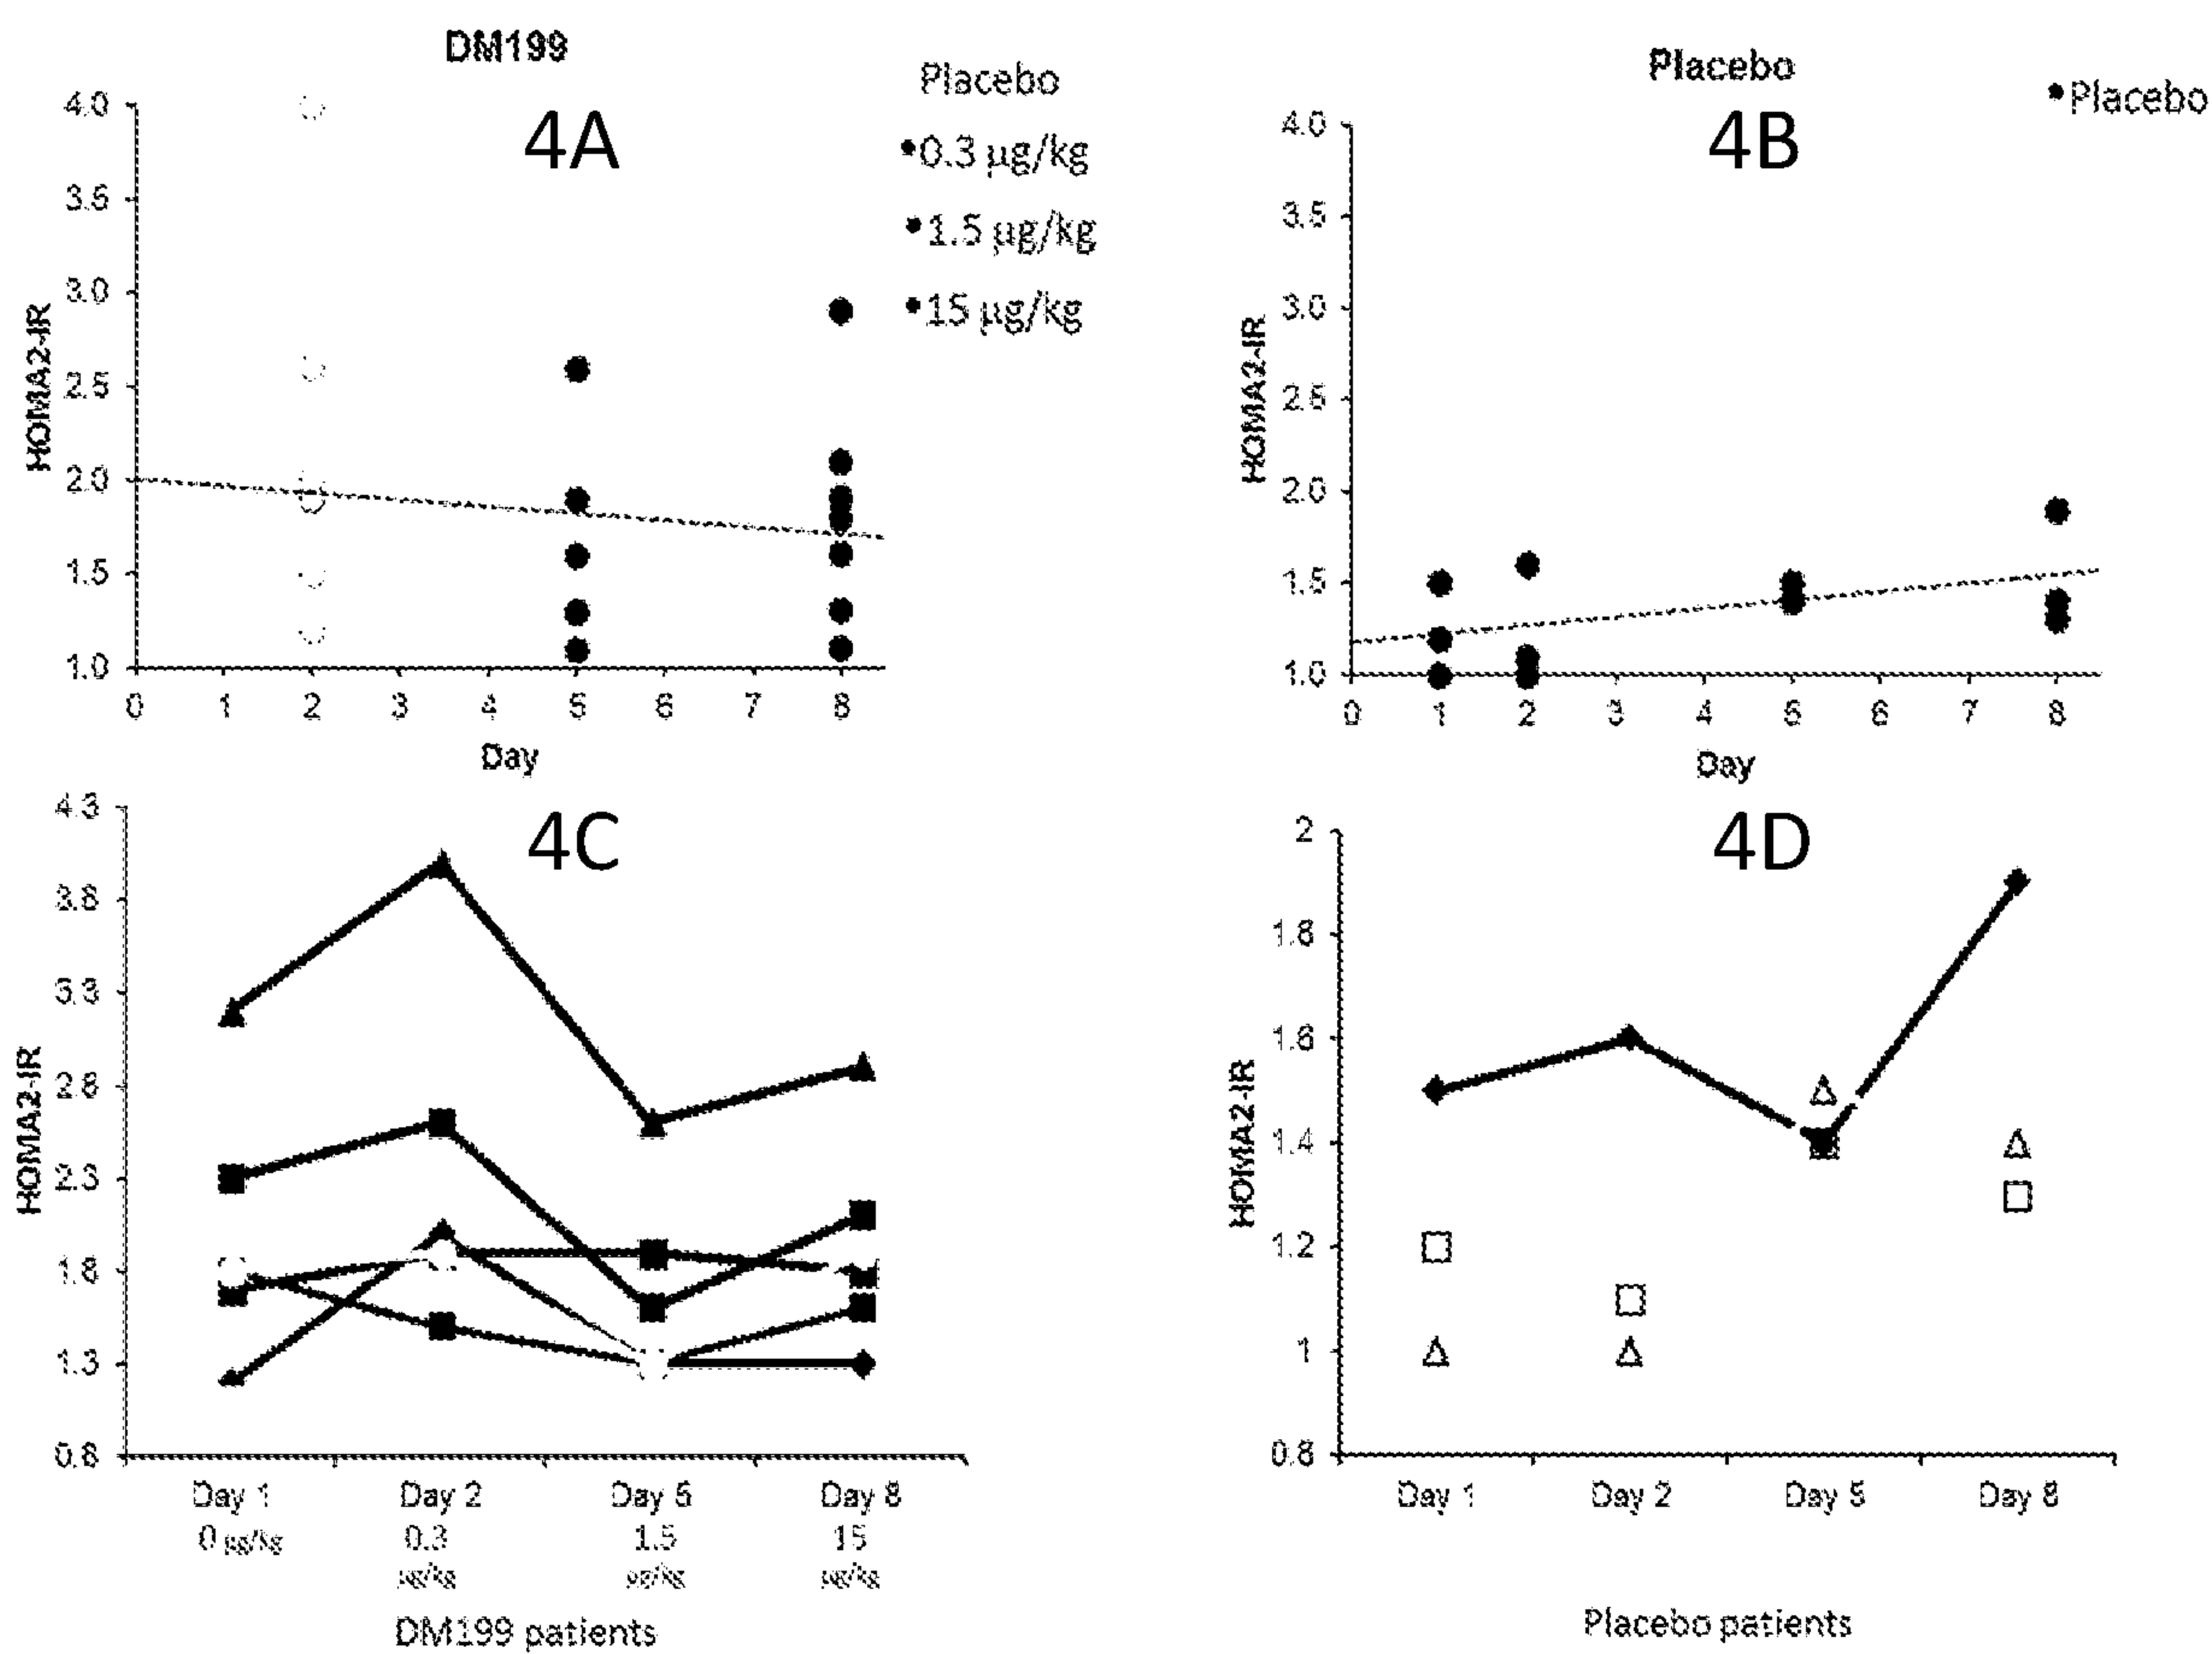 DM199
4A
Placebo
•0.3 µg/kg
•1.5 µg/kg
•15 µg/kg
HOMA2-IR
4.0
3.5
3.0
2.5
2.0
1.5
1.0
0 1 2 3 4 5 6 7 8
Day
Placebo
4B
•Placebo
HOMA2-IR
4.0
3.5
3.0
2.5
2.0
1.5
1.0
0 1 2 3 4 5 6 7 8
Day
4C
HOMA2-IR
4.3
3.8
3.3
2.8
2.3
1.8
1.3
0.8
Day 1 Day 2 Day 5 Day 8
0 µg/kg 0.3 1.5 15
µg/kg µg/kg µg/kg
DM199 patients
4D
HOMA2-IR
2
1.8
1.6
1.4
1.2
1
0.8
Day 1 Day 2 Day 5 Day 8
Placebo patients